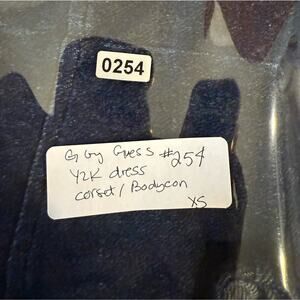 0254
G by Guess #254
Y2K dress
corset / Bodycon
XS